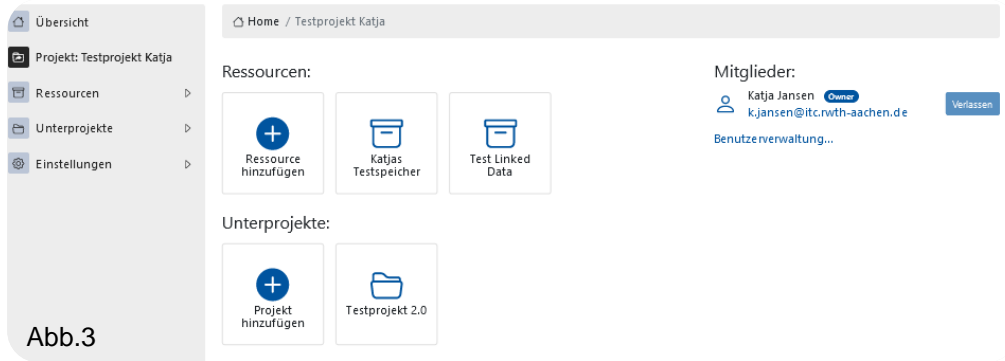 Übersicht
Projekt: Testprojekt Katja
Ressourcen
Unterprojekte
Einstellungen
Abb.3
Home / Testprojekt Katja
Ressourcen:
Ressource
hinzufügen
Katjas
Testspeicher
Test Linked
Data
Unterprojekte:
Projekt
hinzufügen
Testprojekt 2.0
Mitglieder:
Katja Jansen Owner
k.jansen@itc.rwth-aachen.de
Verlassen
Benutzerverwaltung...